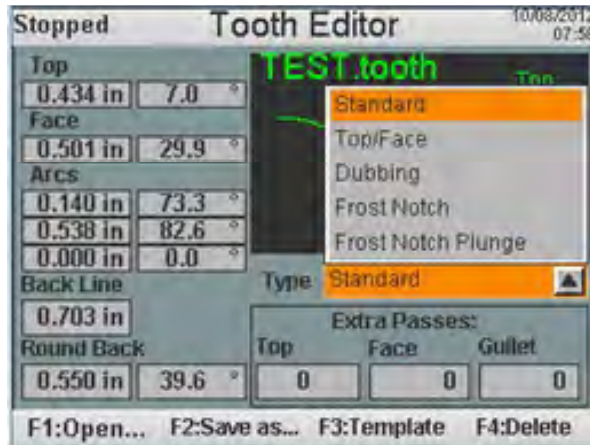 Stopped
Tooth Editor
10/08/2012
07:58
Top
0.434 in 7.0 °
Face
0.501 in 29.9 °
Arcs
0.140 in 73.3 °
0.538 in 82.6 °
0.000 in 0.0 °
Back Line
0.703 in
Round Back
0.550 in 39.6 °
TEST.tooth
Top
Standard
Top/Face
Dubbing
Frost Notch
Frost Notch Plunge
Type Standard
Extra Passes:
Top Face Gullet
0 0 0
F1:Open... F2:Save as... F3:Template F4:Delete